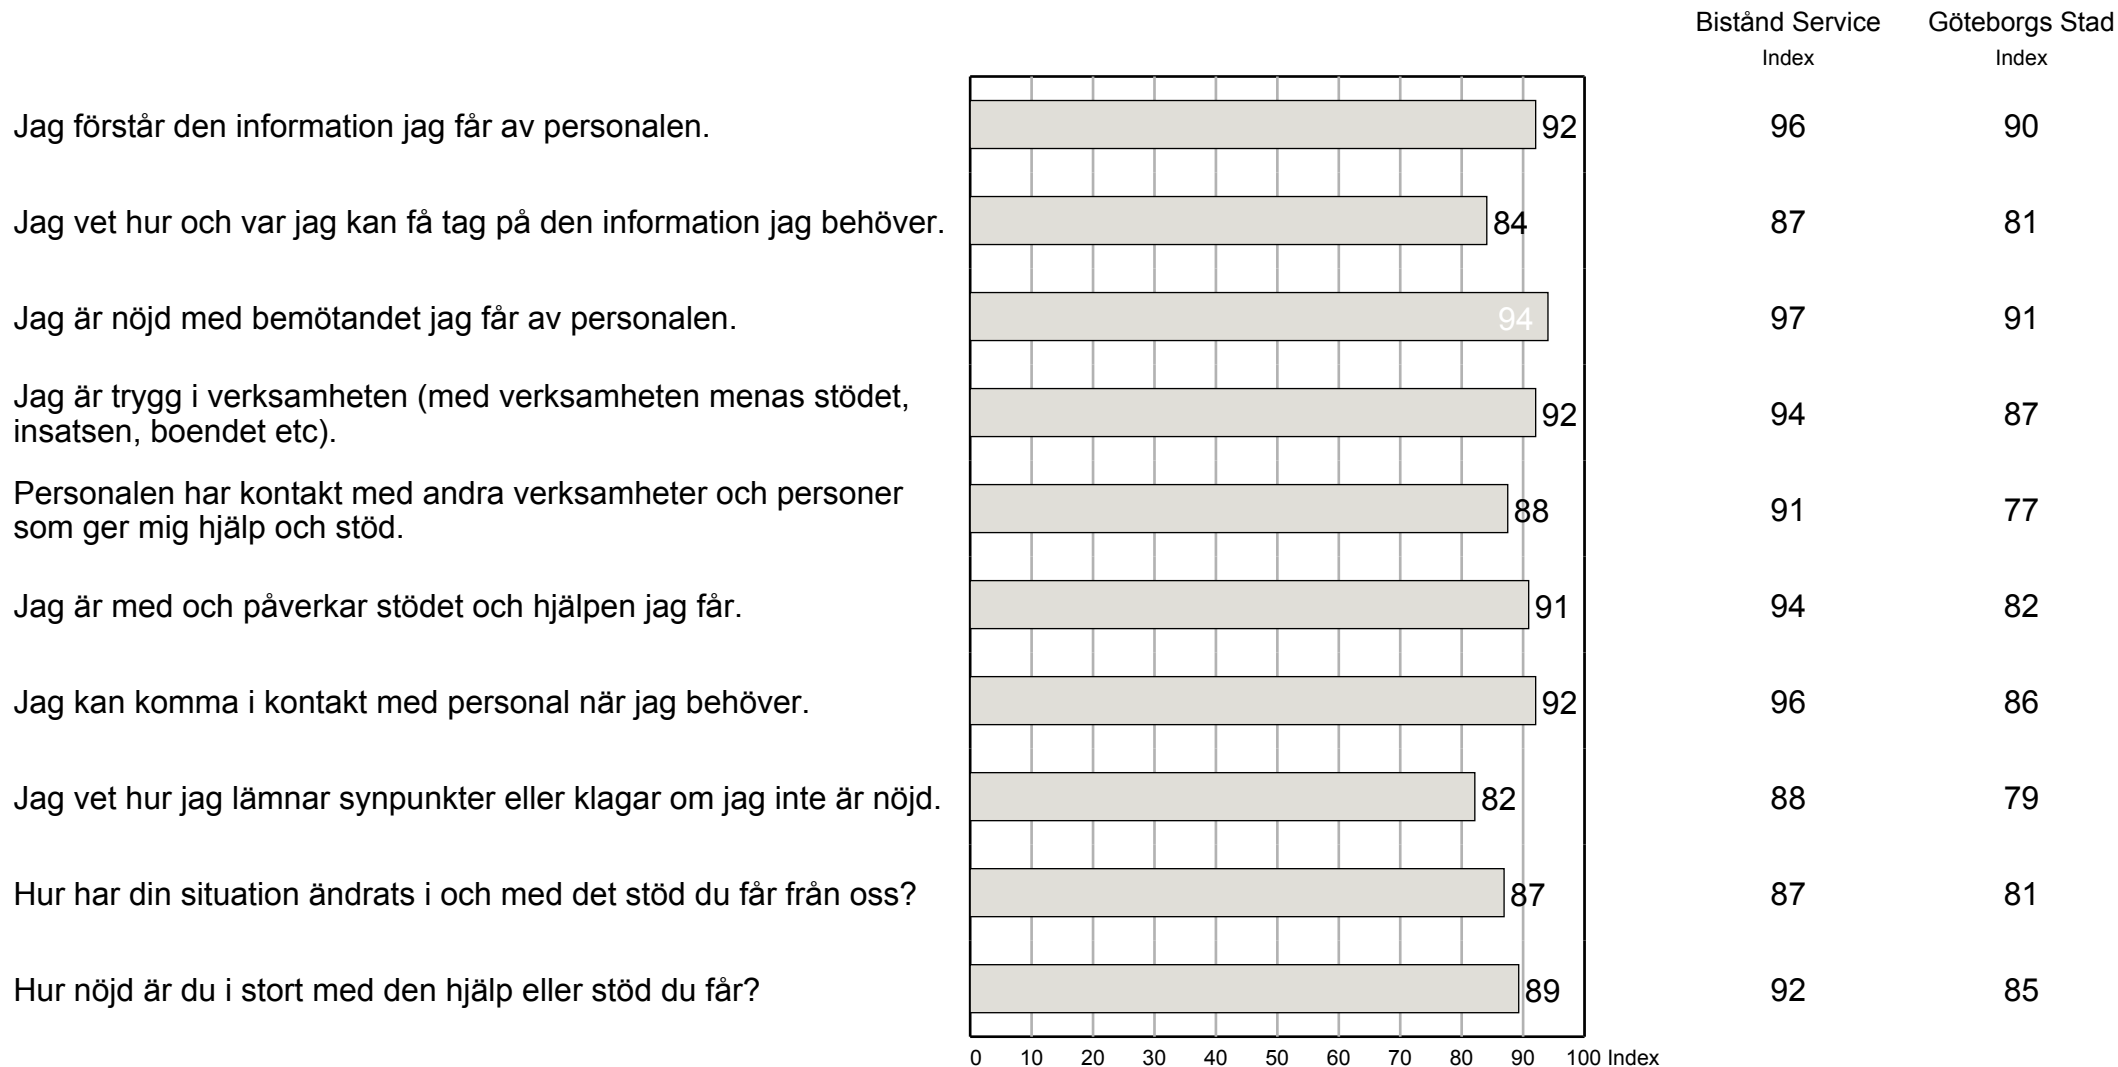 Bistånd Service Göteborgs Stad
Index Index
Jag förstår den information jag får av personalen. 92 96 90
Jag vet hur och var jag kan få tag på den information jag behöver. 84 87 81
Jag är nöjd med bemötandet jag får av personalen. 94 97 91
Jag är trygg i verksamheten (med verksamheten menas stödet,
insatsen, boendet etc). 92 94 87
Personalen har kontakt med andra verksamheter och personer
som ger mig hjälp och stöd. 88 91 77
Jag är med och påverkar stödet och hjälpen jag får. 91 94 82
Jag kan komma i kontakt med personal när jag behöver. 92 96 86
Jag vet hur jag lämnar synpunkter eller klagar om jag inte är nöjd. 82 88 79
Hur har din situation ändrats i och med det stöd du får från oss? 87 87 81
Hur nöjd är du i stort med den hjälp eller stöd du får? 89 92 85
0 10 20 30 40 50 60 70 80 90 100 Index